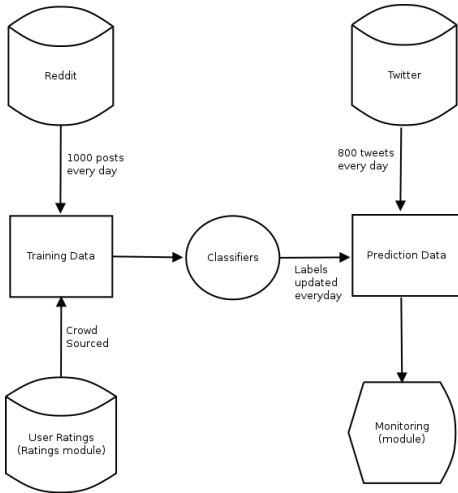 Reddit
Twitter
1000 posts
every day
800 tweets
every day
Training Data
Classifiers
Labels
updated
everyday
Prediction Data
Crowd
Sourced
User Ratings
(Ratings module)
Monitoring
(module)